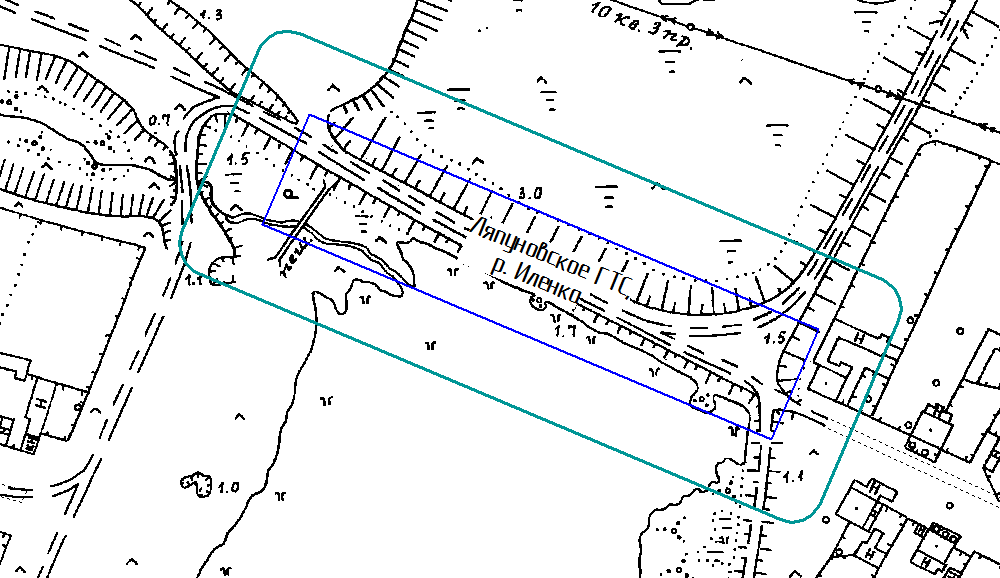 1.3
10 кв. 3 пр.
0.7
1.5
3.0
Ляпуновское ГТС
р. Иленка
1.1
1.7
1.5
Н
Н
1.4
Н
1.0
Н
Н
Н
Н